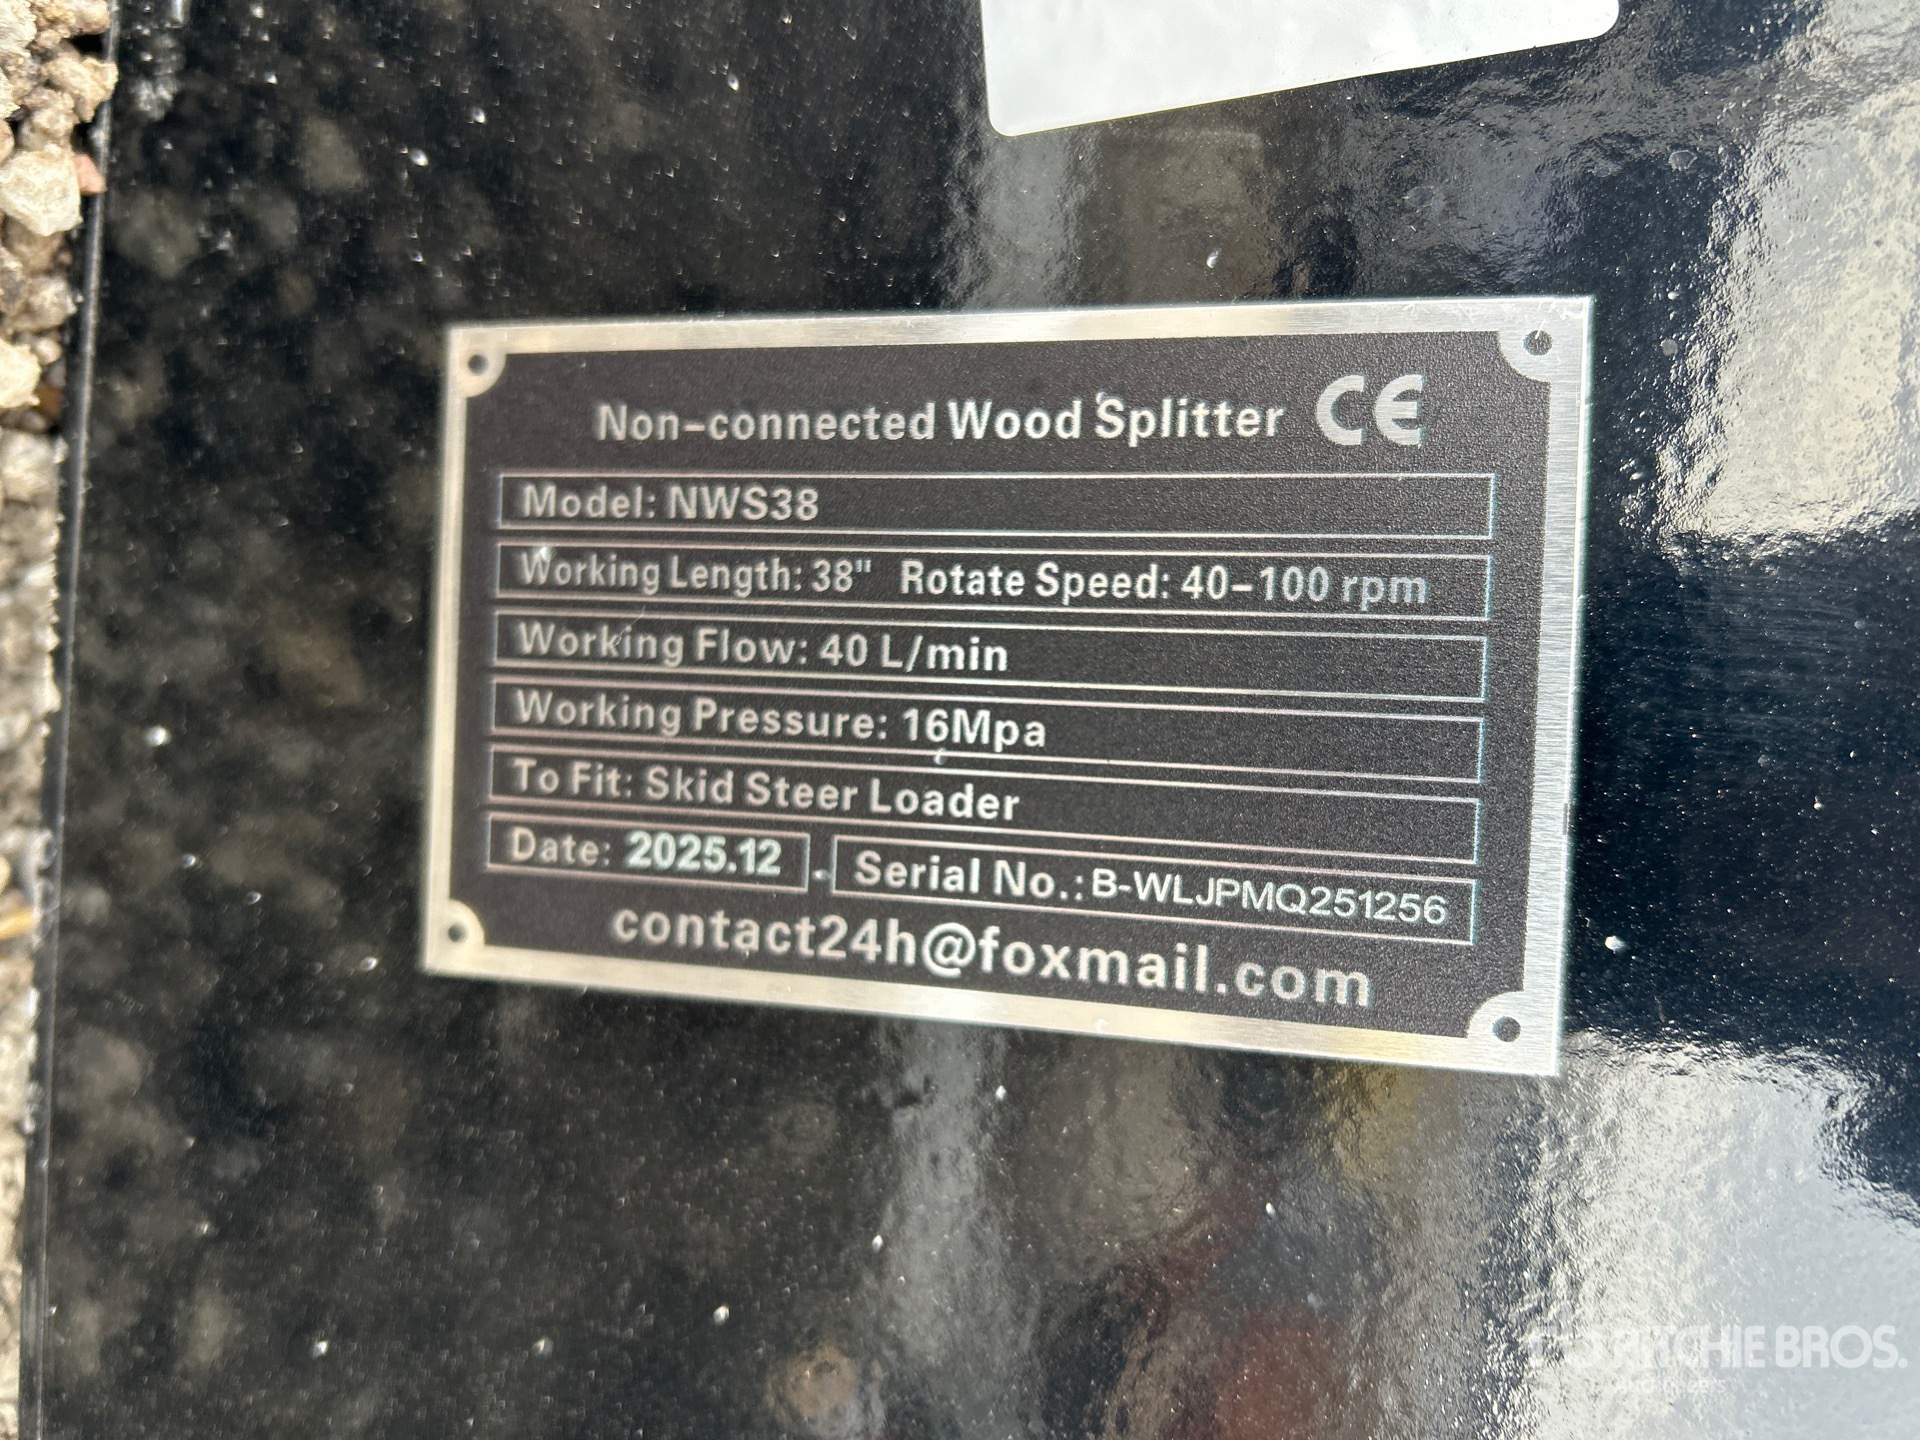 Non-connected Wood Splitter CE
Model: NWS38
Working Length: 38" Rotate Speed: 40-100 rpm
Working Flow: 40 L/min
Working Pressure: 16Mpa
To Fit: Skid Steer Loader
Date: 2025.12 Serial No.: B-WLJPMQ251256
contact24h@foxmail.com
RITCHIE BROS.